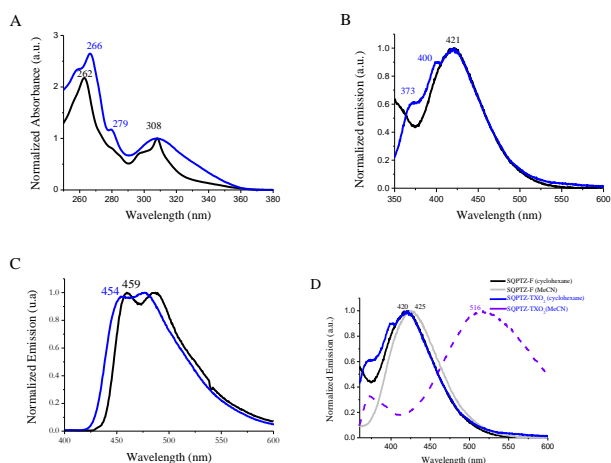 A
266
262
279
308
Normalized Absorbance (a.u.)
3
2
1
0
260 280 300 320 340 360 380
Wavelength (nm)
B
421
400
373
Normalized emission (a.u.)
1.0
0.8
0.6
0.4
0.2
0.0
350 400 450 500 550 600
Wavelength (nm)
C
454 459
Normalized Emission (u.a)
1.0
0.8
0.6
0.4
0.2
0.0
400 450 500 550 600
Wavelength (nm)
D
SQPTZ-F (cyclohexane)
SQPTZ-F (MeCN)
SQPTZ-TXO2 (cyclohexane)
SQPTZ-TXO2(MeCN)
420 425
516
Normalized Emission (a.u.)
1.0
0.8
0.6
0.4
0.2
0.0
400 450 500 550 600
Wavelength (nm)